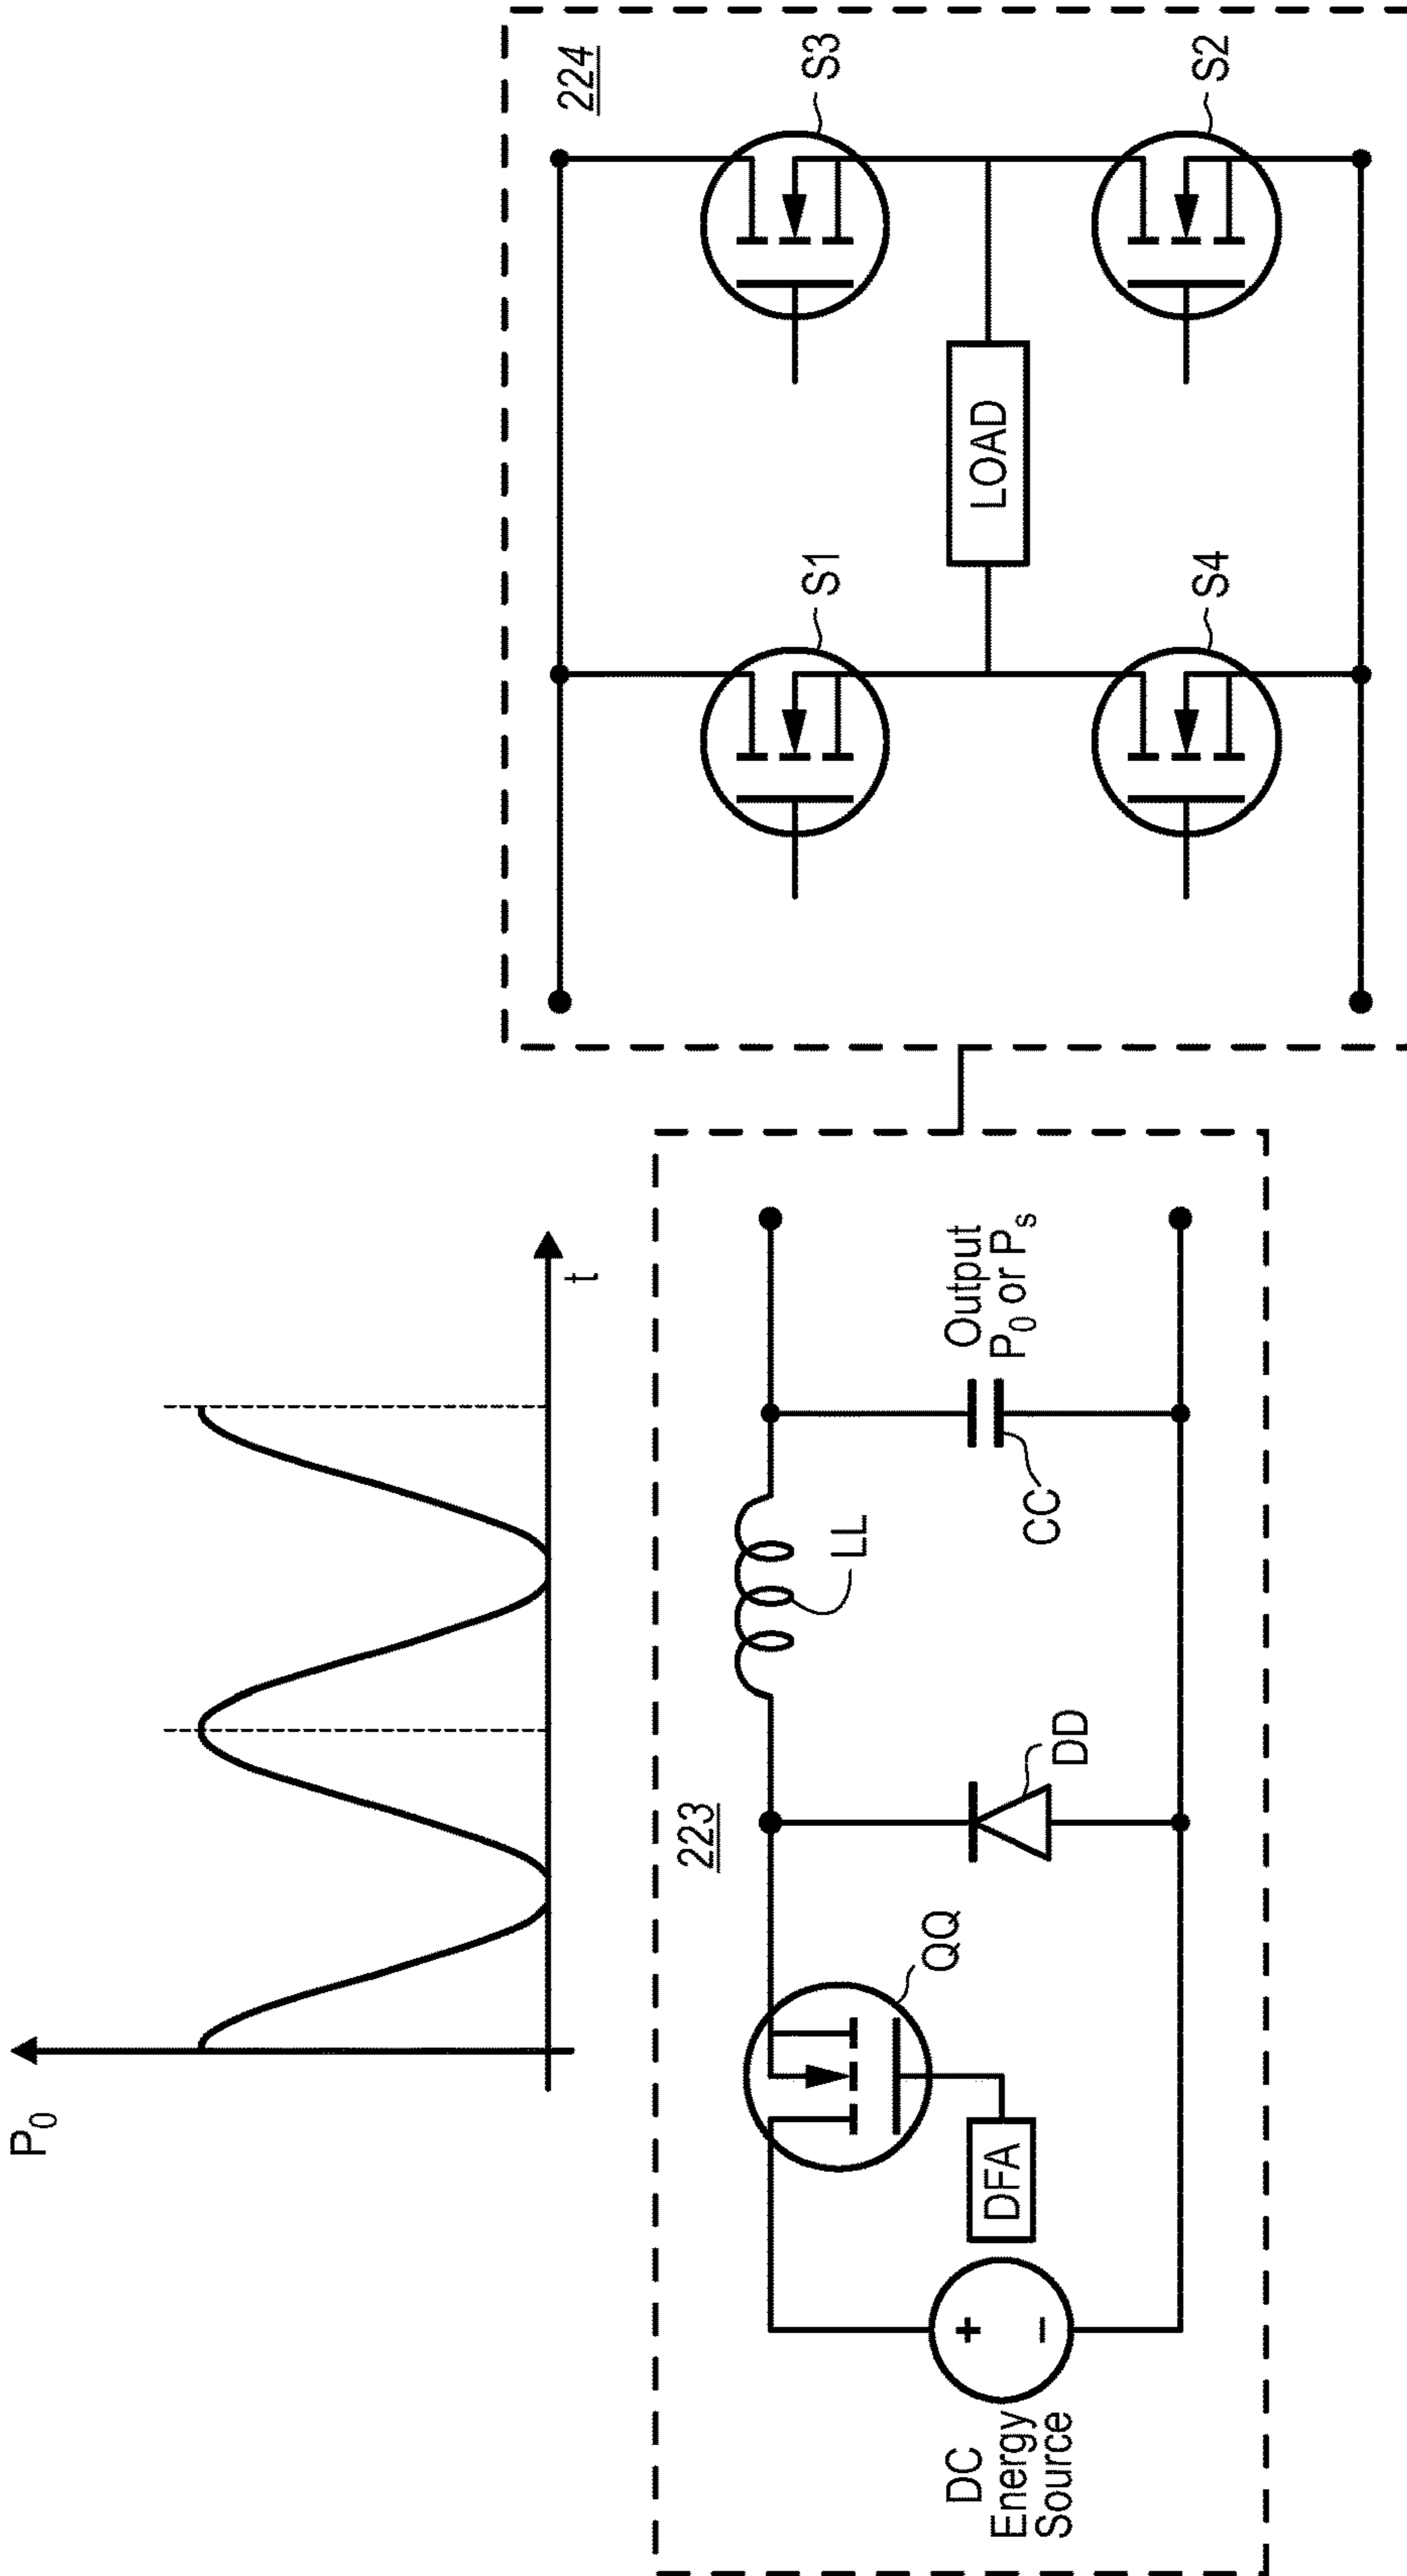 P0
t
223
DC
Energy
Source
+
−
DFA
QQ
DD
LL
CC
Output
P0 or Ps
224
S1
S3
LOAD
S4
S2